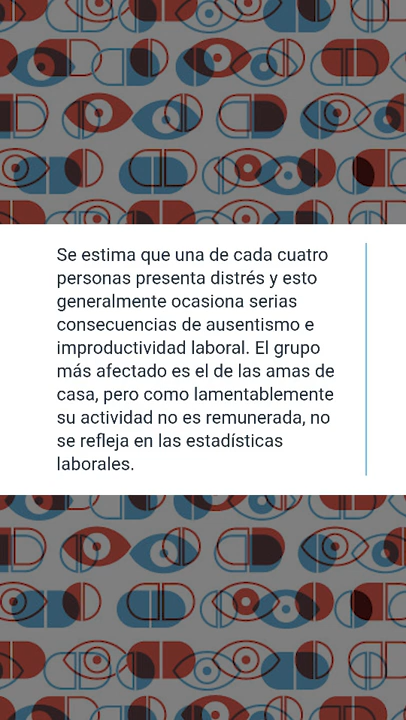 Se estima que una de cada cuatro
personas presenta distrés y esto
generalmente ocasiona serias
consecuencias de ausentismo e
improductividad laboral. El grupo
más afectado es el de las amas de
casa, pero como lamentablemente
su actividad no es remunerada, no
se refleja en las estadísticas
laborales.